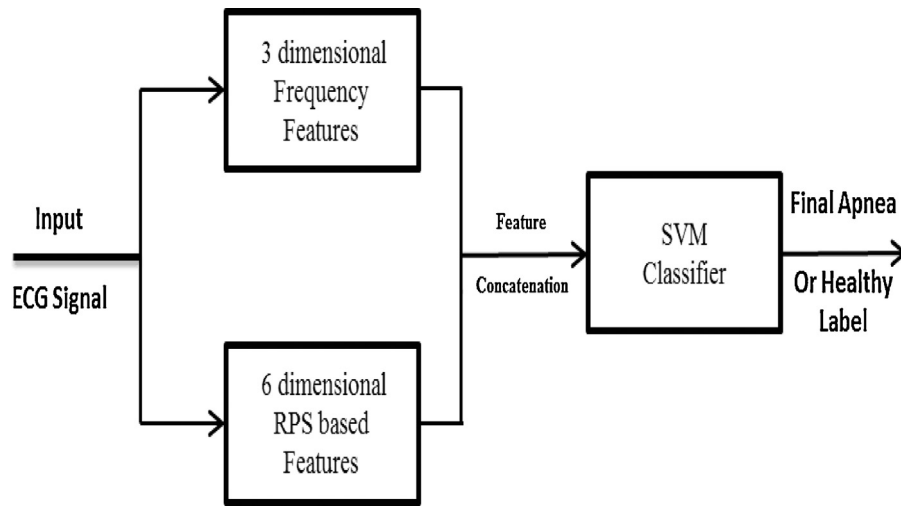 Input
ECG Signal
3 dimensional
Frequency
Features
6 dimensional
RPS based
Features
Feature
Concatenation
SVM
Classifier
Final Apnea
Or Healthy
Label